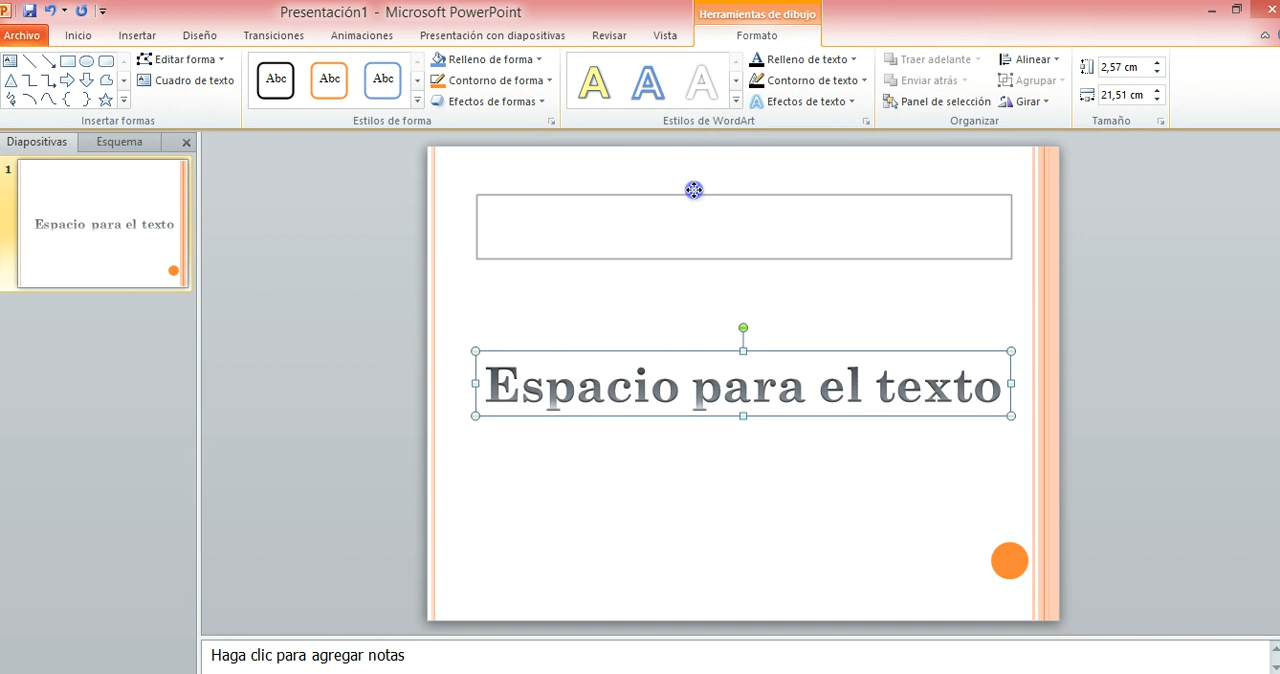 Presentación1 - Microsoft PowerPoint
Herramientas de dibujo
Archivo Inicio Insertar Diseño Transiciones Animaciones Presentación con diapositivas Revisar Vista Formato
Editar forma
Cuadro de texto
Insertar formas
Abc Abc Abc
Relleno de forma
Contorno de forma
Efectos de formas
Estilos de forma
A A A
Relleno de texto
Contorno de texto
Efectos de texto
Estilos de WordArt
Traer adelante
Enviar atrás
Panel de selección
Alinear
Agrupar
Girar
Organizar
2,57 cm
21,51 cm
Tamaño
Diapositivas Esquema
1
Espacio para el texto
Espacio para el texto
Haga clic para agregar notas